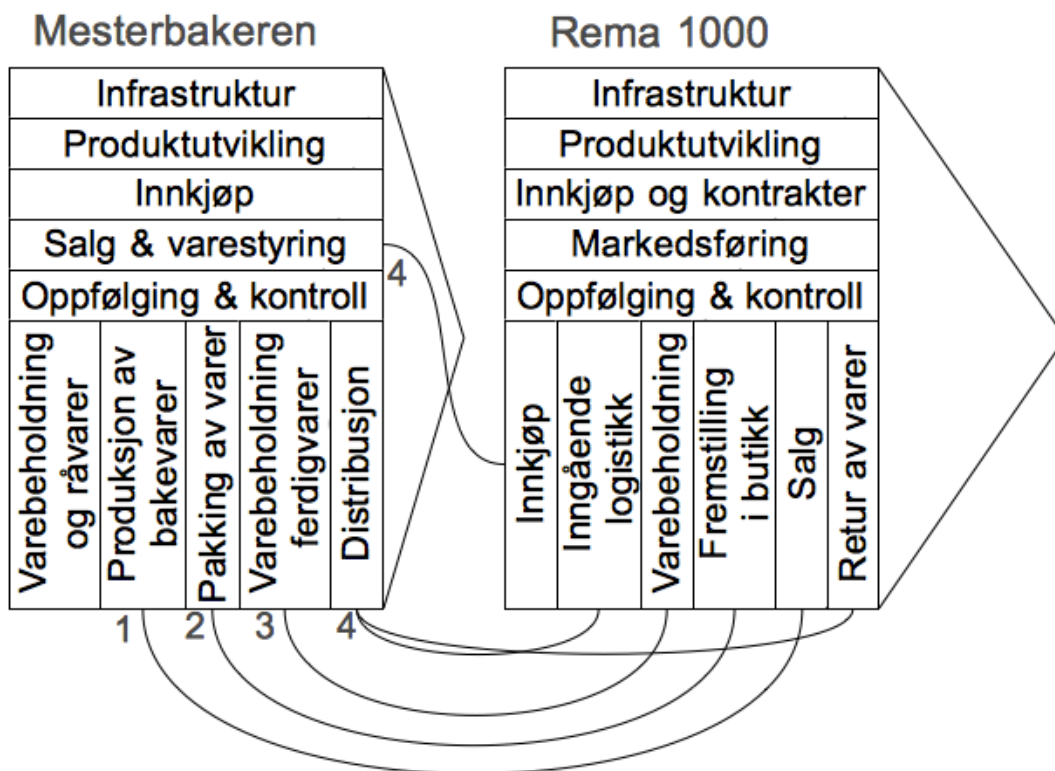 Mesterbakeren
Infrastruktur
Produktutvikling
Innkjøp
Salg & varestyring
4
Oppfølging & kontroll
Varebeholdning
og råvarer
Produksjon av
bakevarer
Pakking av varer
Varebeholdning
ferdigvarer
Distribusjon
1
2
3
4
Rema 1000
Infrastruktur
Produktutvikling
Innkjøp og kontrakter
Markedsføring
Oppfølging & kontroll
Innkjøp
Inngående
logistikk
Varebeholdning
Fremstilling
i butikk
Salg
Retur av varer